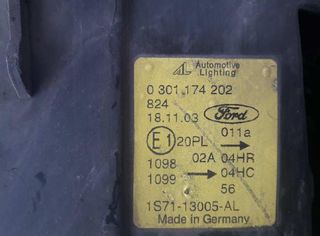 AL Automotive
Lighting
0 301 174 202
824
18.11.03 Ford
E1 20PL 011a →
1098 02A 04HR
1099 → 04HC
56
1S71-13005-AL
Made in Germany